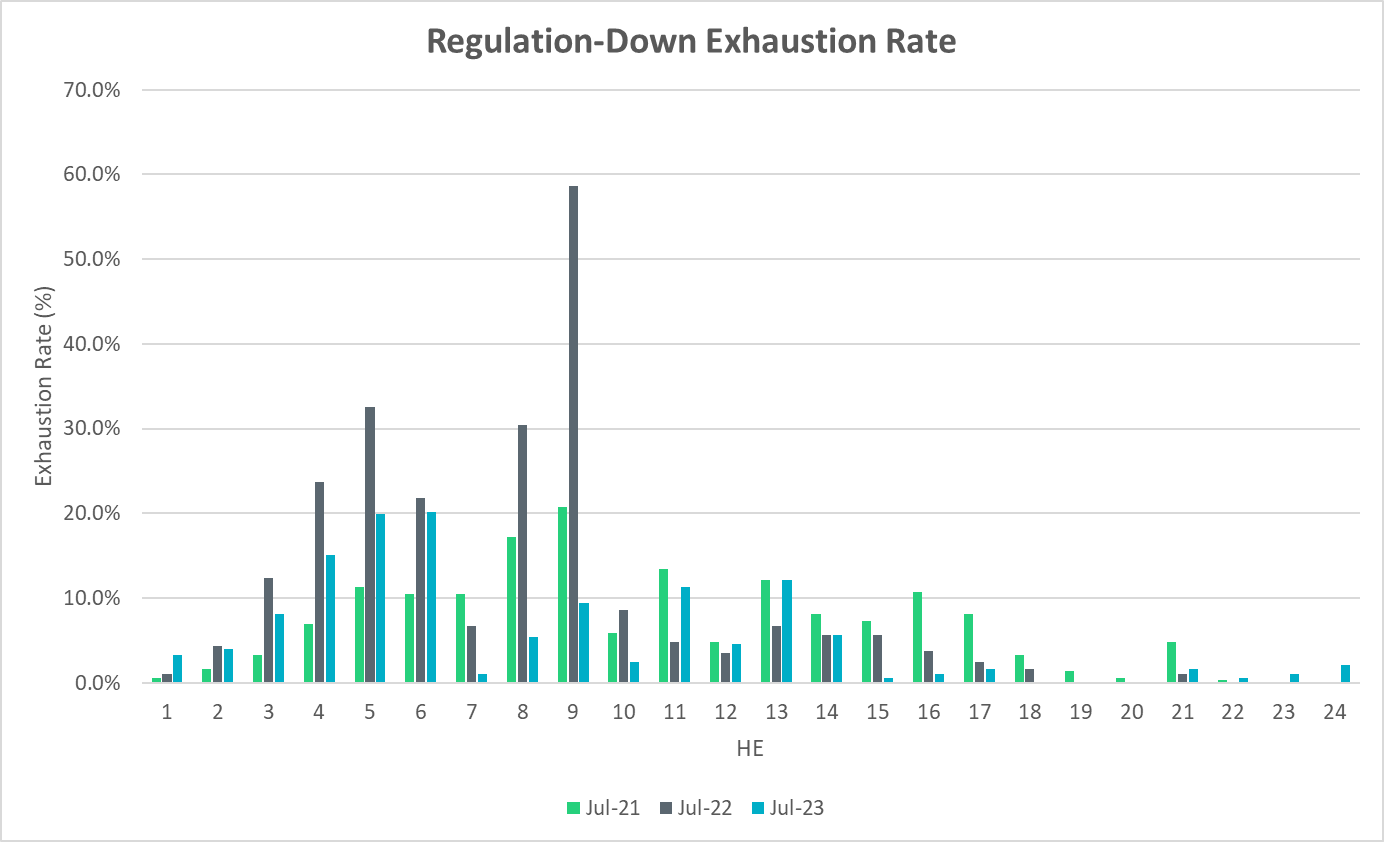 Regulation-Down Exhaustion Rate
70.0%
60.0%
50.0%
40.0%
30.0%
20.0%
10.0%
0.0%
Exhaustion Rate (%)
1 2 3 4 5 6 7 8 9 10 11 12 13 14 15 16 17 18 19 20 21 22 23 24
HE
Jul-21 Jul-22 Jul-23